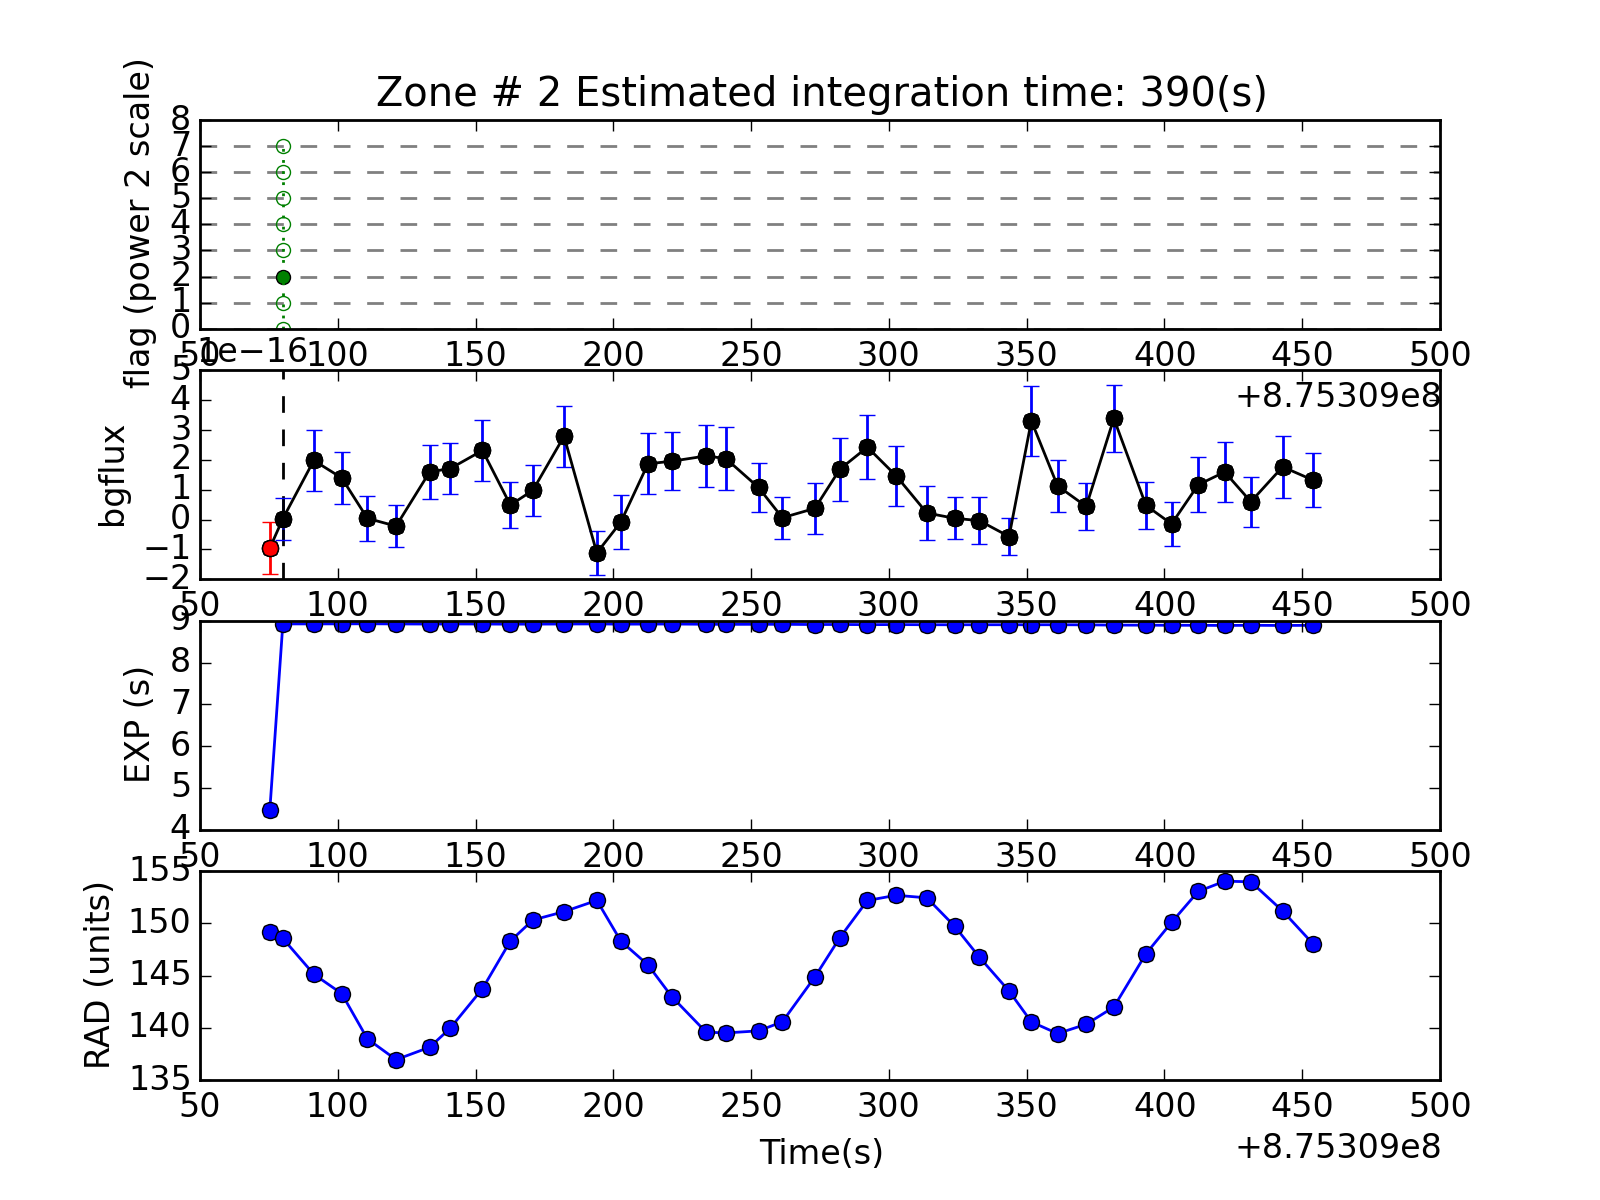 Zone # 2 Estimated integration time: 390(s)
flag (power 2 scale)
8
7
6
5
4
3
2
1
0
50 100 150 200 250 300 350 400 450 500
1e−16
+8.75309e8
bgflux
5
4
3
2
1
0
−1
−2
50 100 150 200 250 300 350 400 450 500
EXP (s)
9
8
7
6
5
4
50 100 150 200 250 300 350 400 450 500
RAD (units)
155
150
145
140
135
50 100 150 200 250 300 350 400 450 500
Time(s)
+8.75309e8